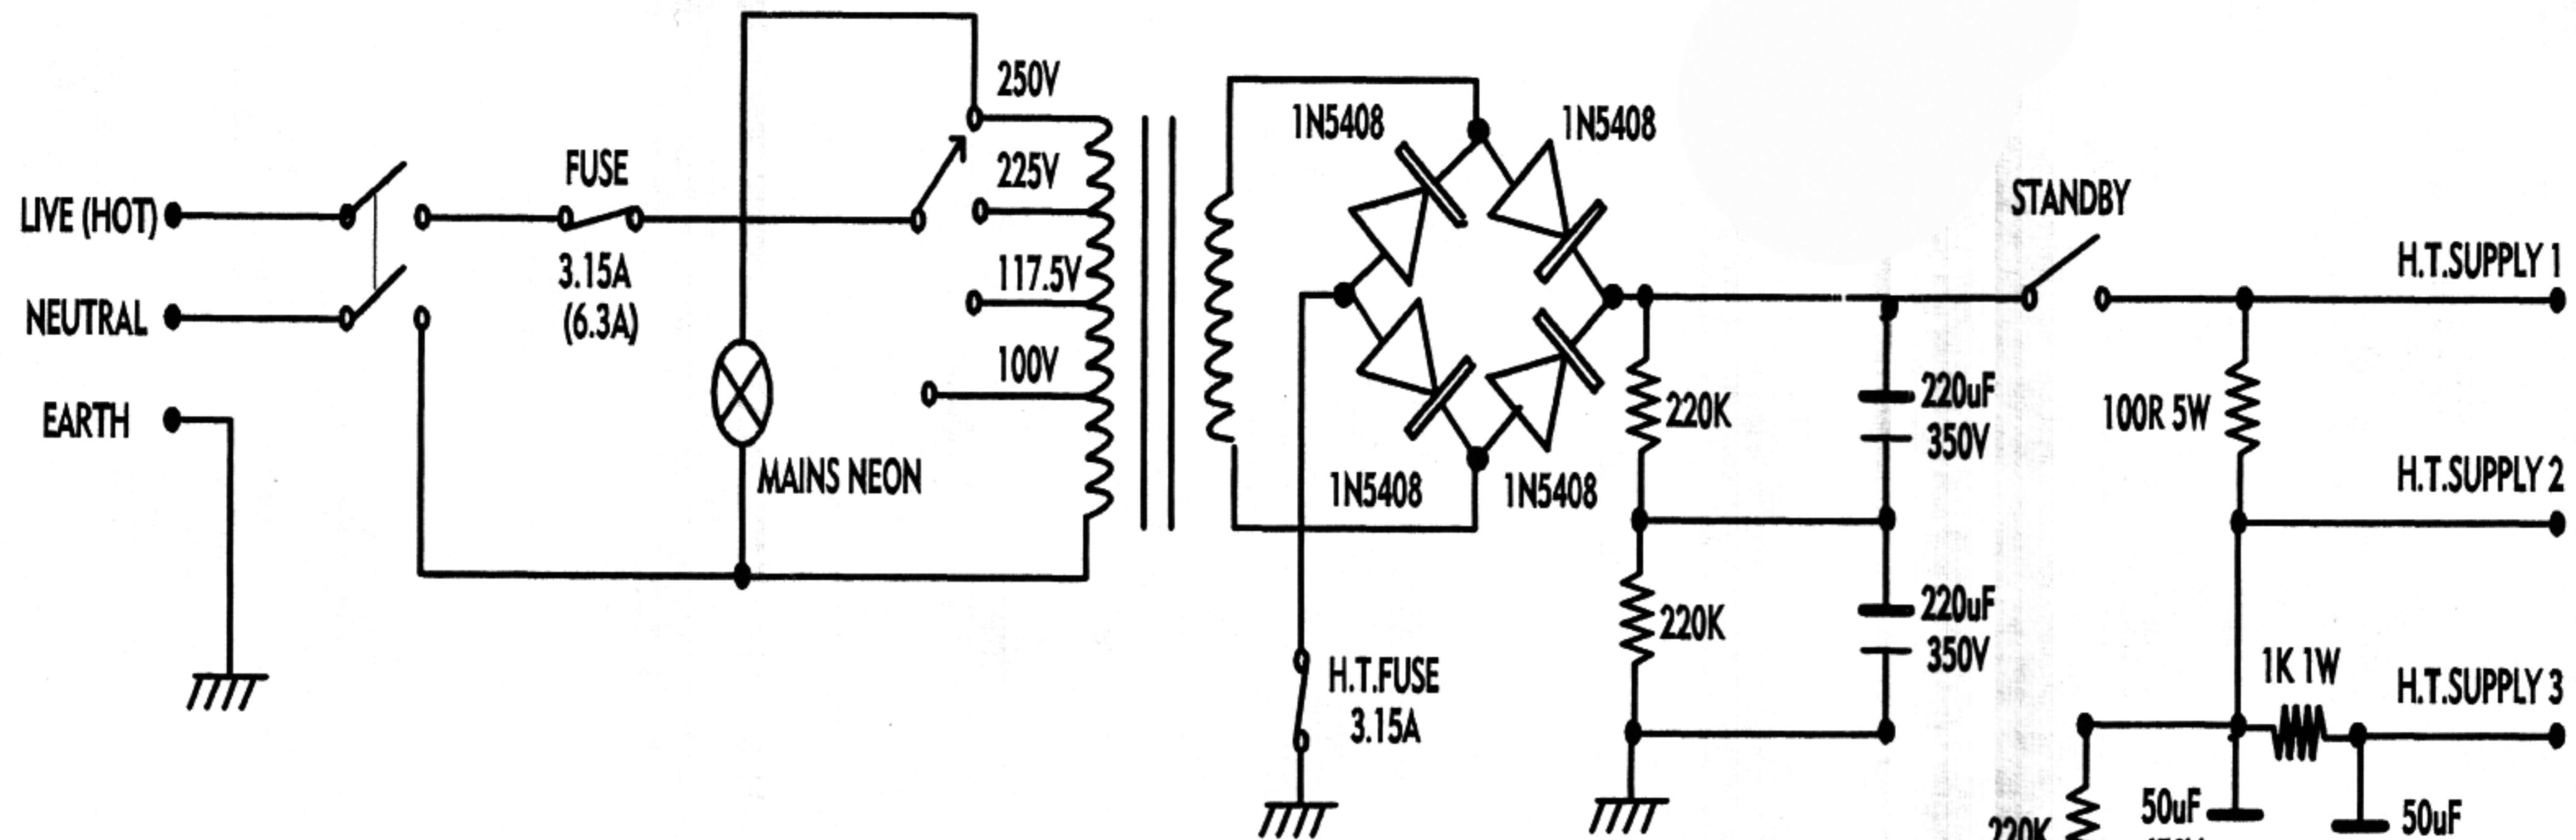 250V
1N5408
1N5408
225V
FUSE
LIVE (HOT)
STANDBY
H.T.SUPPLY 1
3.15A
117.5V
NEUTRAL
(6.3A)
100V
220uF
350V
220K
100R 5W
EARTH
MAINS NEON
1N5408
1N5408
H.T.SUPPLY 2
220uF
350V
220K
H.T.FUSE
3.15A
1K 1W
H.T.SUPPLY 3
50uF
50uF
220K